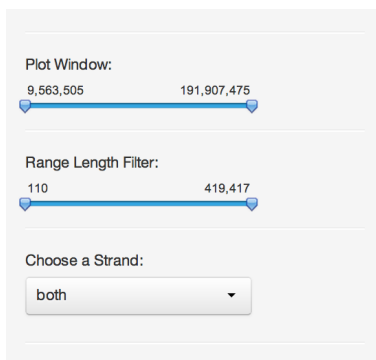 Plot Window:
9,563,505 191,907,475
Range Length Filter:
110 419,417
Choose a Strand:
both